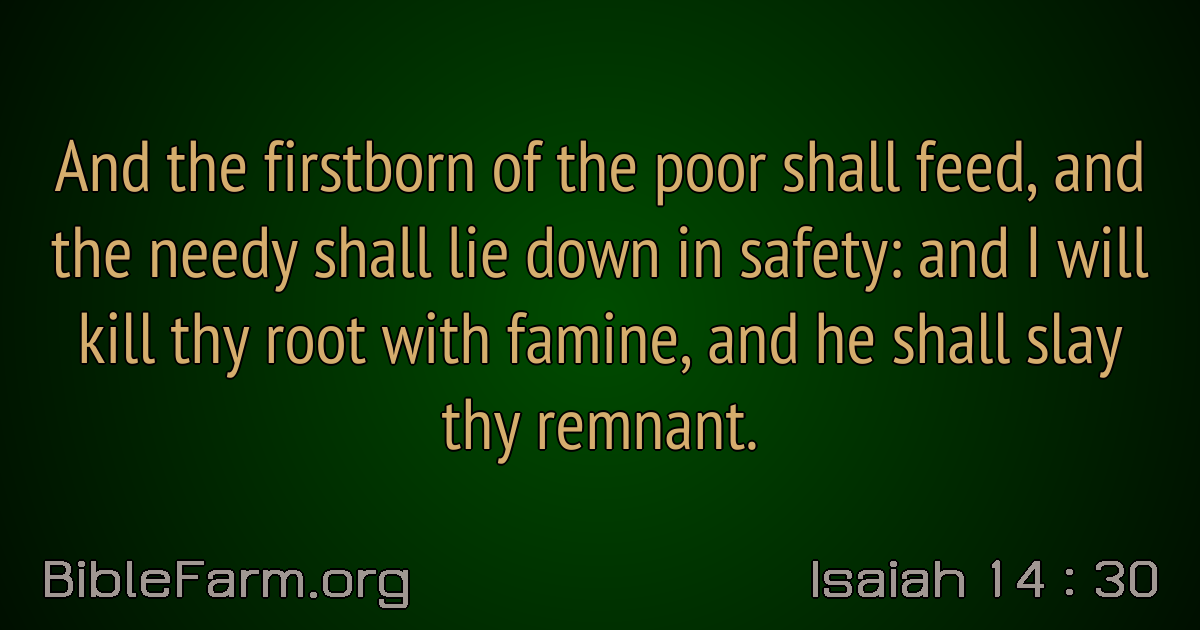 And the firstborn of the poor shall feed, and
the needy shall lie down in safety: and I will
kill thy root with famine, and he shall slay
thy remnant.
BibleFarm.org
Isaiah 14 : 30